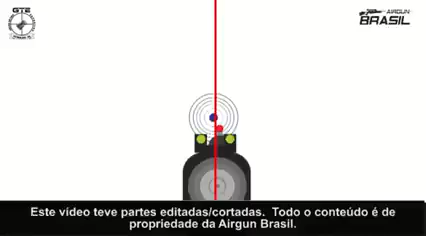 GTE
AIRGUN
BRASIL
Este vídeo teve partes editadas/cortadas.  Todo o conteúdo é de
propriedade da Airgun Brasil.